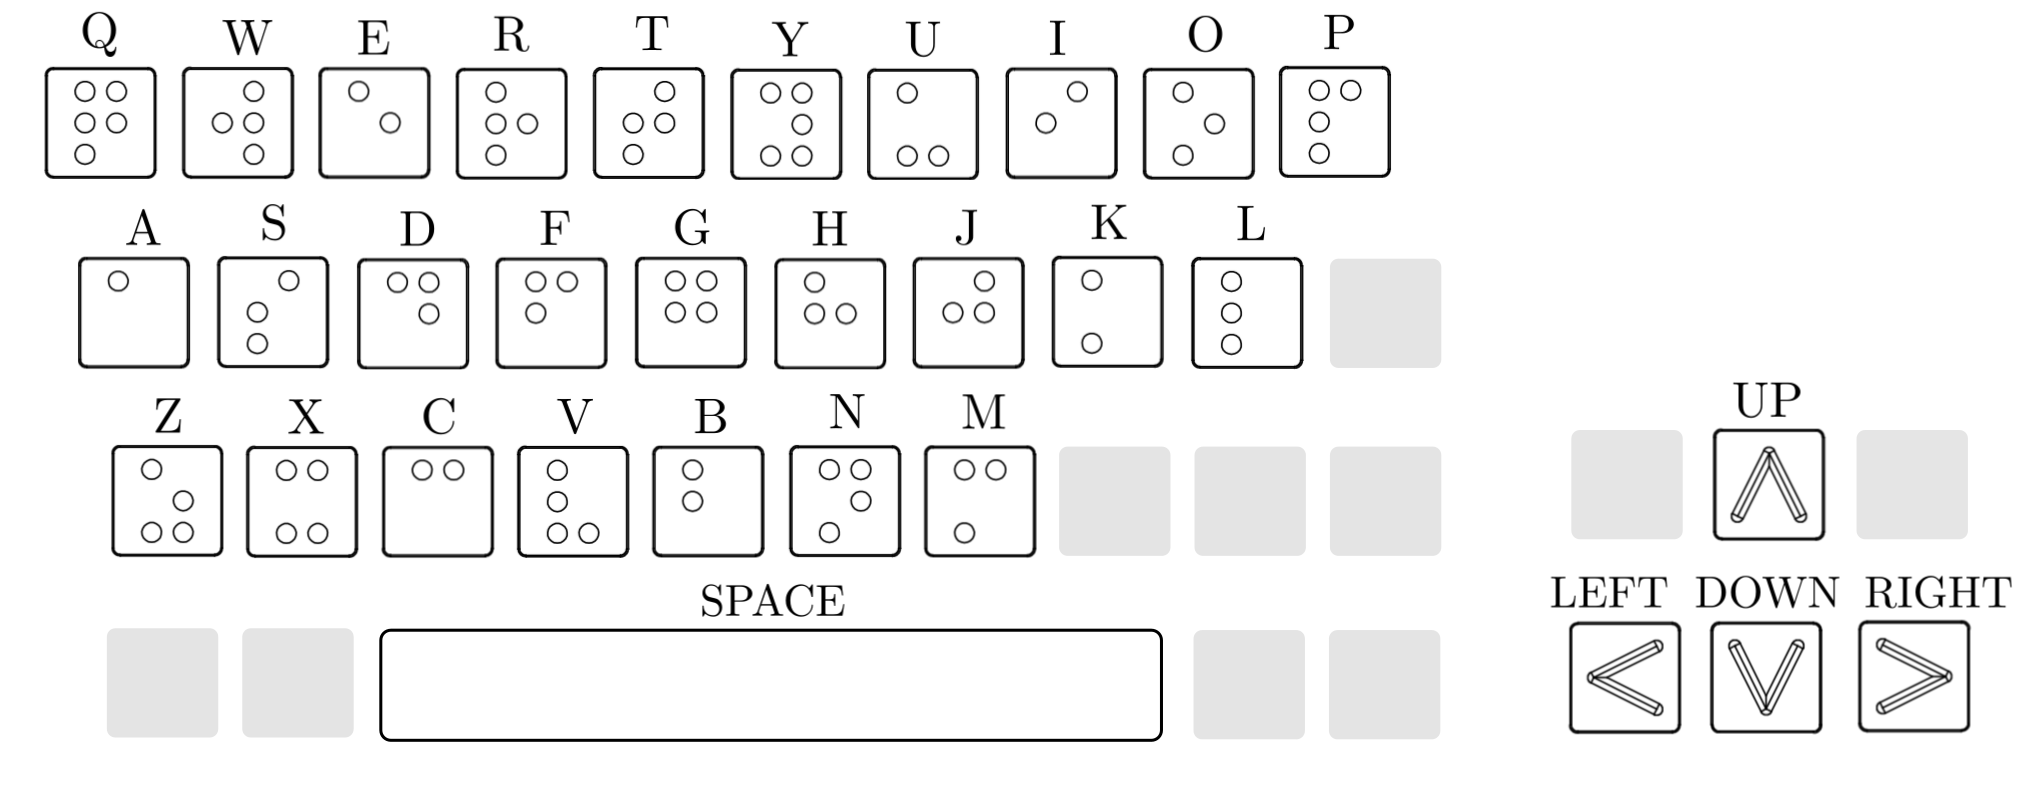 Q W E R T Y U I O P
⠟ ⠺ ⠑ ⠗ ⠞ ⠽ ⠥ ⠊ ⠕ ⠏
A S D F G H J K L
⠁ ⠎ ⠙ ⠋ ⠛ ⠓ ⠚ ⠅ ⠇
UP
Z X C V B N M
⠵ ⠭ ⠉ ⠧ ⠃ ⠝ ⠍
LEFT DOWN RIGHT
SPACE